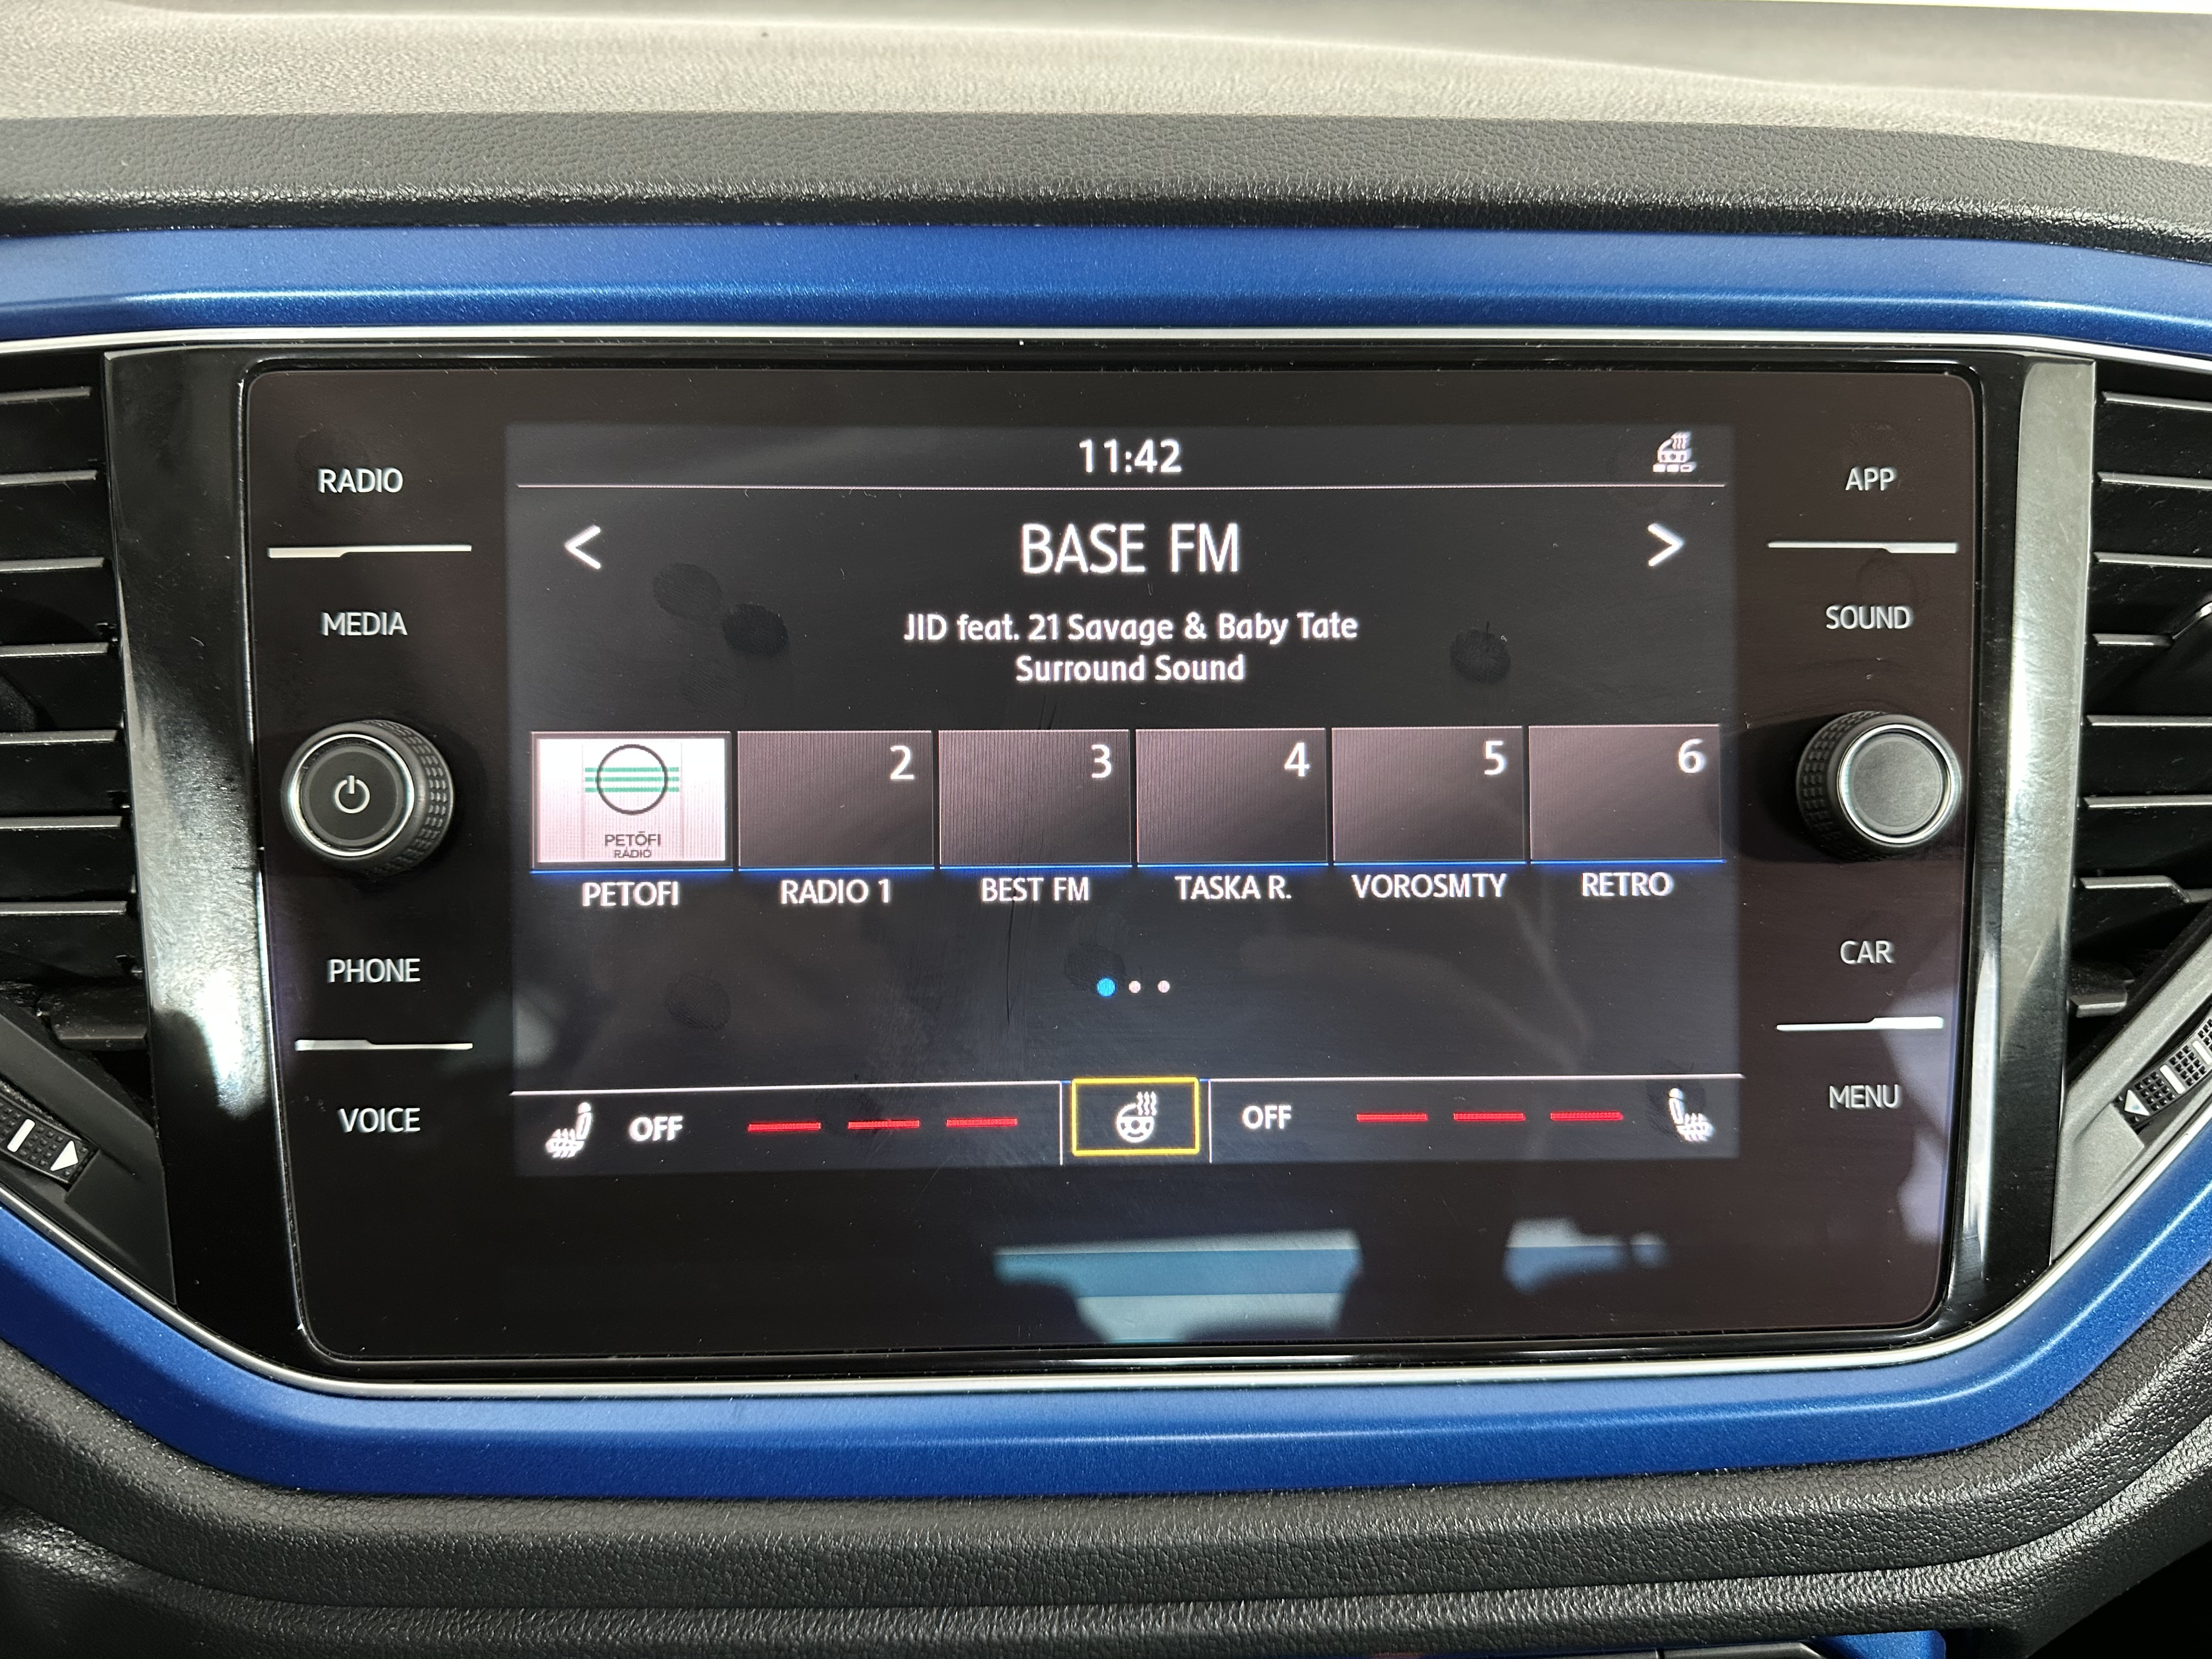 11:42
RADIO
APP
BASE FM
MEDIA
SOUND
JID feat. 21 Savage & Baby Tate
Surround Sound
2 3 4 5 6
PETŐFI
RÁDIÓ
PETOFI RADIO 1 BEST FM TASKA R. VOROSMTY RETRO
PHONE
CAR
OFF OFF
VOICE
MENU